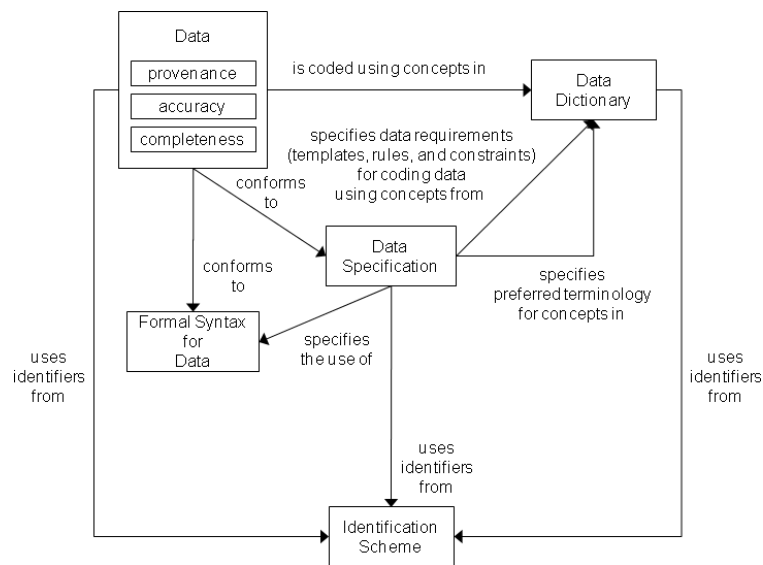 Data
provenance
accuracy
completeness
is coded using concepts in
Data
Dictionary
specifies data requirements
(templates, rules, and constraints)
for coding data
using concepts from
conforms
to
Data
Specification
specifies
preferred terminology
for concepts in
conforms
to
Formal Syntax
for
Data
specifies
the use of
uses
identifiers
from
uses
identifiers
from
uses
identifiers
from
Identification
Scheme